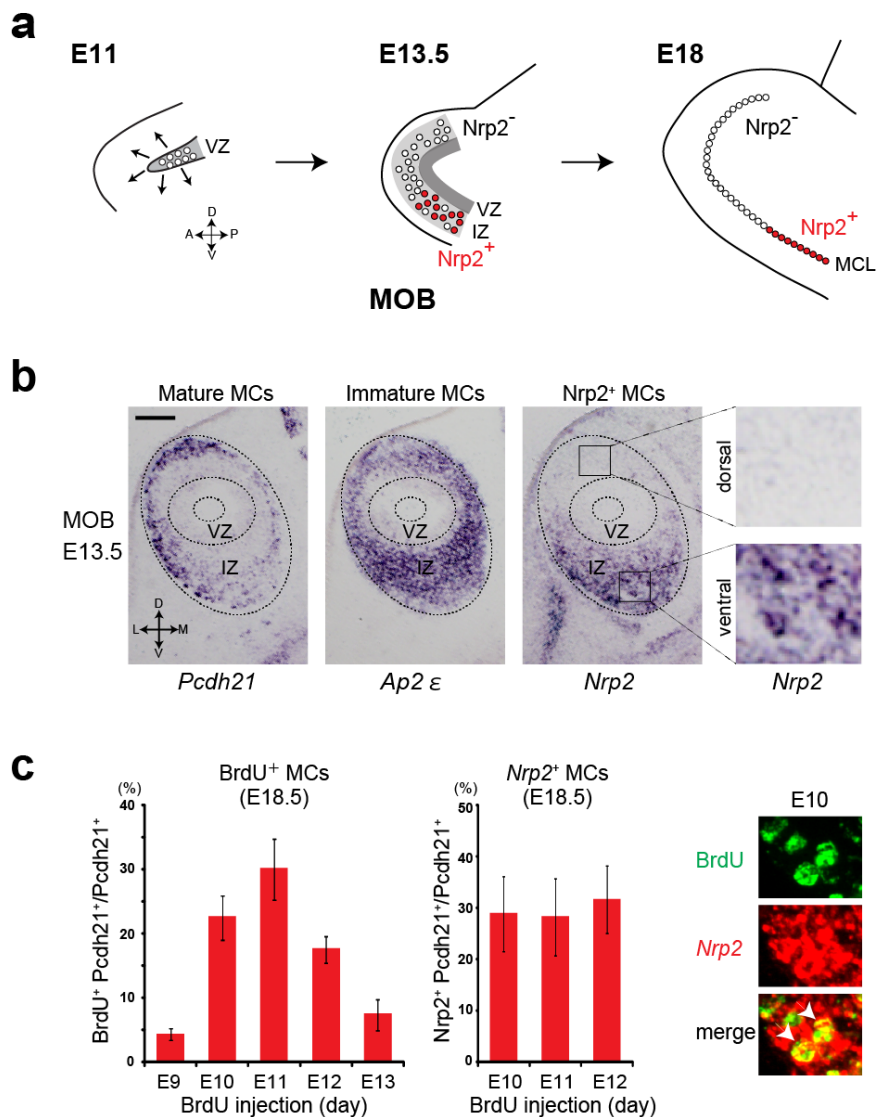 a
E11
E13.5
E18
VZ
D
A
P
V
Nrp2-
VZ
IZ
Nrp2+
MOB
Nrp2-
Nrp2+
MCL
b
Mature MCs
Immature MCs
Nrp2+ MCs
MOB
E13.5
VZ
IZ
VZ
IZ
VZ
IZ
D
L
M
V
dorsal
ventral
Pcdh21
Ap2 ε
Nrp2
Nrp2
c
BrdU+ MCs
(E18.5)
(%)
BrdU+ Pcdh21+/Pcdh21+
40
30
20
10
0
E9 E10 E11 E12 E13
BrdU injection (day)
Nrp2+ MCs
(E18.5)
(%)
Nrp2+ Pcdh21+/Pcdh21+
50
40
30
20
10
0
E10 E11 E12
BrdU injection (day)
E10
BrdU
Nrp2
merge